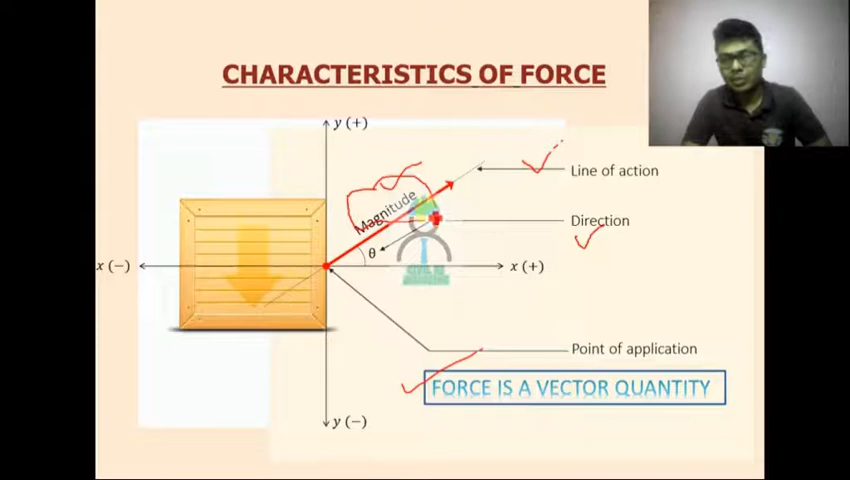 CHARACTERISTICS OF FORCE
y (+)
Line of action
Magnitude
Direction
θ
x (−)
x (+)
Point of application
FORCE IS A VECTOR QUANTITY
y (−)